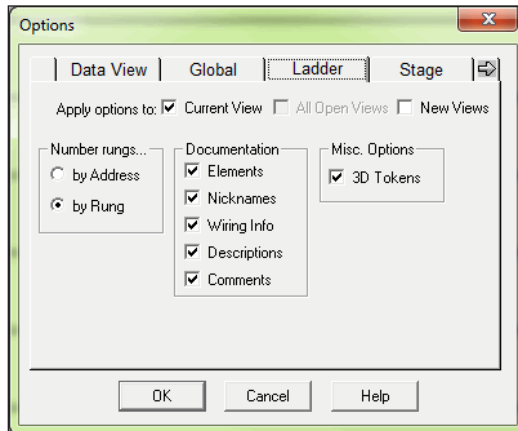 Options
Data View
Global
Ladder
Stage
Apply options to: Current View All Open Views New Views
Number rungs...
by Address
by Rung
Documentation
Elements
Nicknames
Wiring Info
Descriptions
Comments
Misc. Options
3D Tokens
OK
Cancel
Help